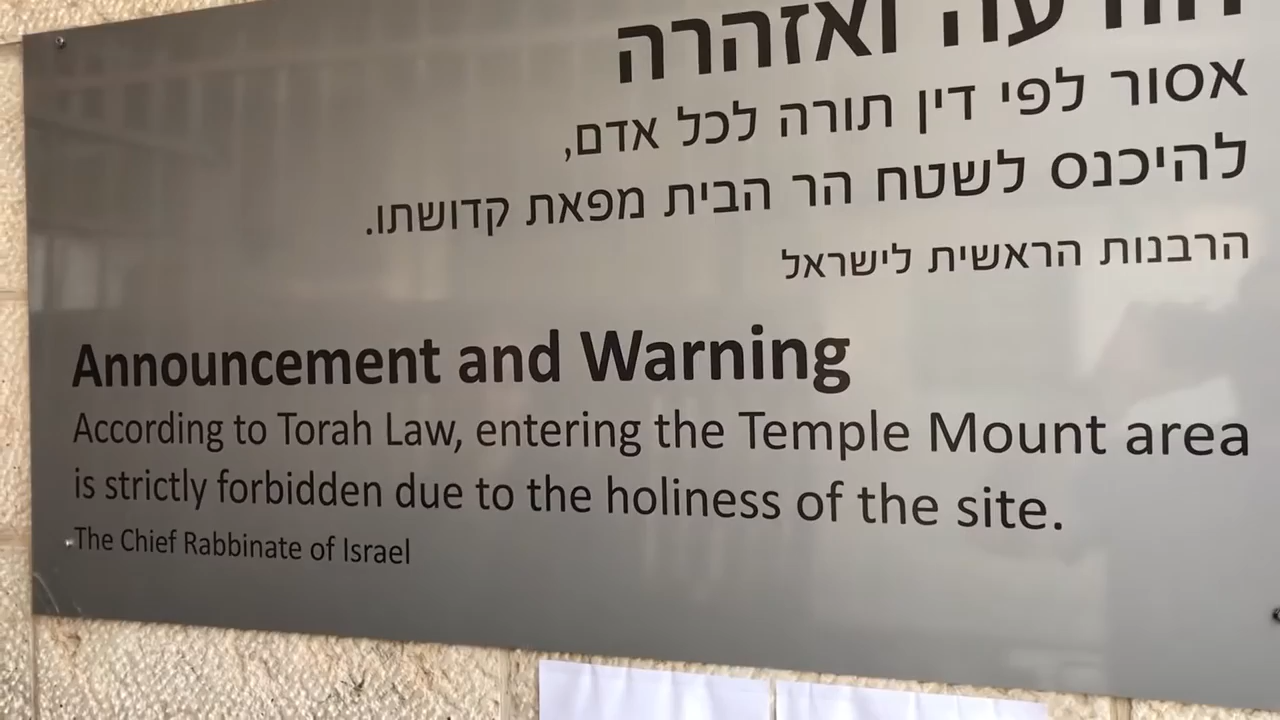 הודעה ואזהרה
אסור לפי דין תורה לכל אדם,
להיכנס לשטח הר הבית מפאת קדושתו.
הרבנות הראשית לישראל
Announcement and Warning
According to Torah Law, entering the Temple Mount area
is strictly forbidden due to the holiness of the site.
The Chief Rabbinate of Israel